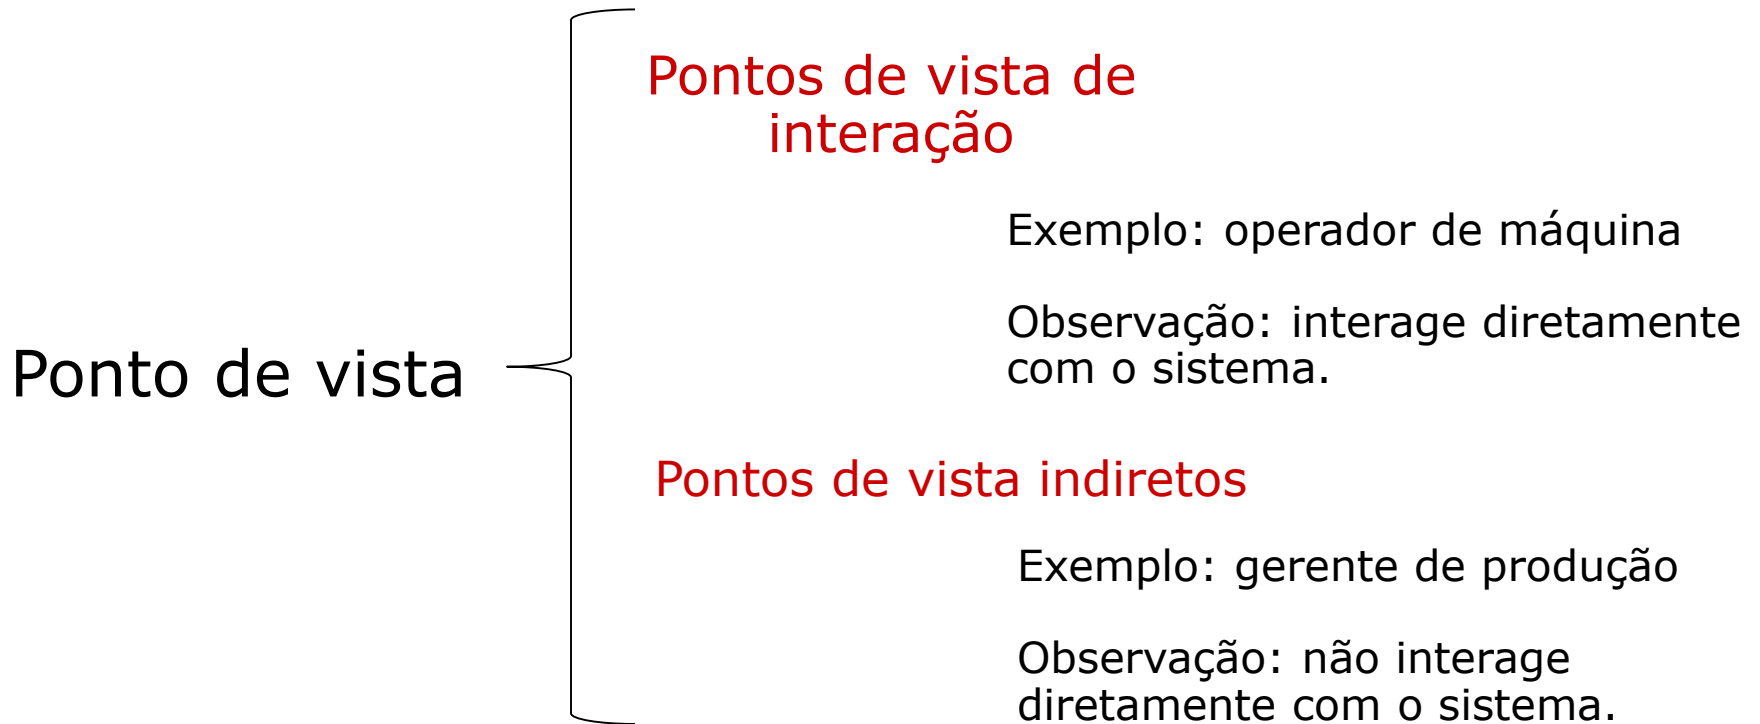 Ponto de vista
Pontos de vista de
interação
Exemplo: operador de máquina
Observação: interage diretamente
com o sistema.
Pontos de vista indiretos
Exemplo: gerente de produção
Observação: não interage
diretamente com o sistema.